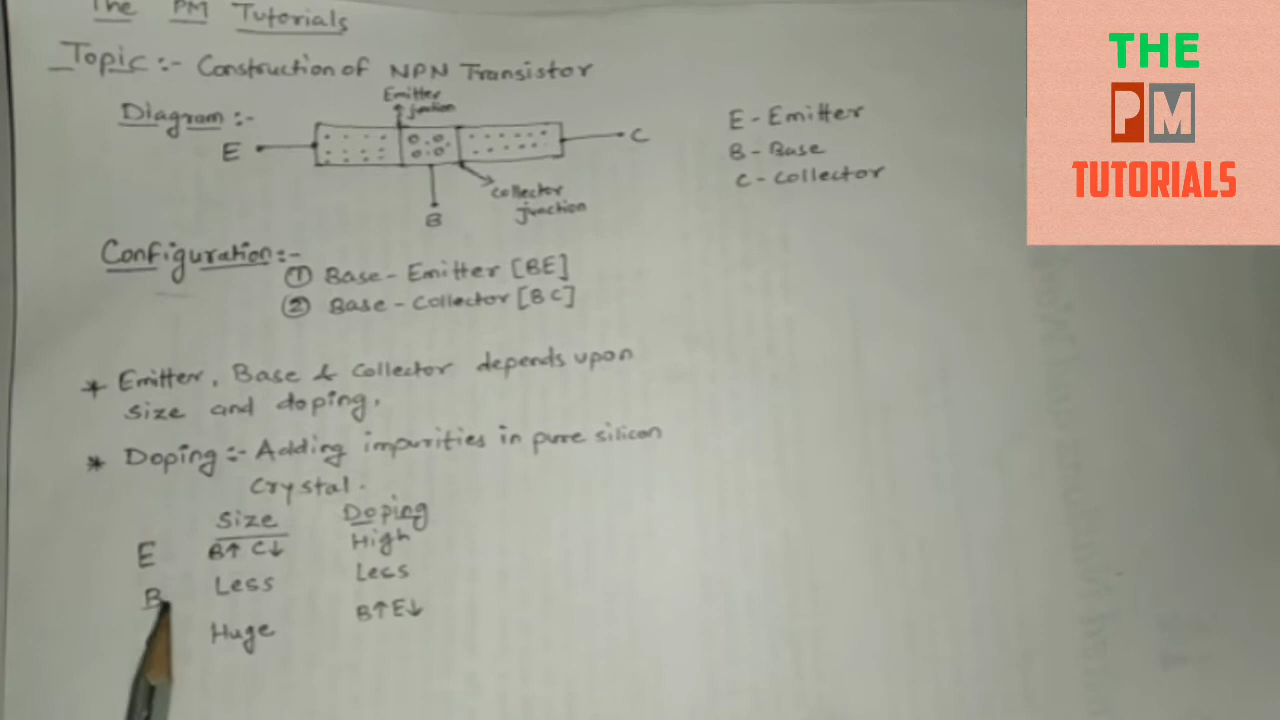 The PM Tutorials
Topic :- Construction of NPN Transistor
Diagram :-
Emitter
junction
E
C
B
Collector
junction
E - Emitter
B - Base
C - Collector
Configuration :-
① Base - Emitter [BE]
② Base - Collector [BC]
* Emitter, Base & Collector depends upon
size and doping.
* Doping :- Adding impurities in pure silicon
Crystal.
Size Doping
E B↑ C↓ High
B Less Less
Huge B↑E↓
THE
PM
TUTORIALS